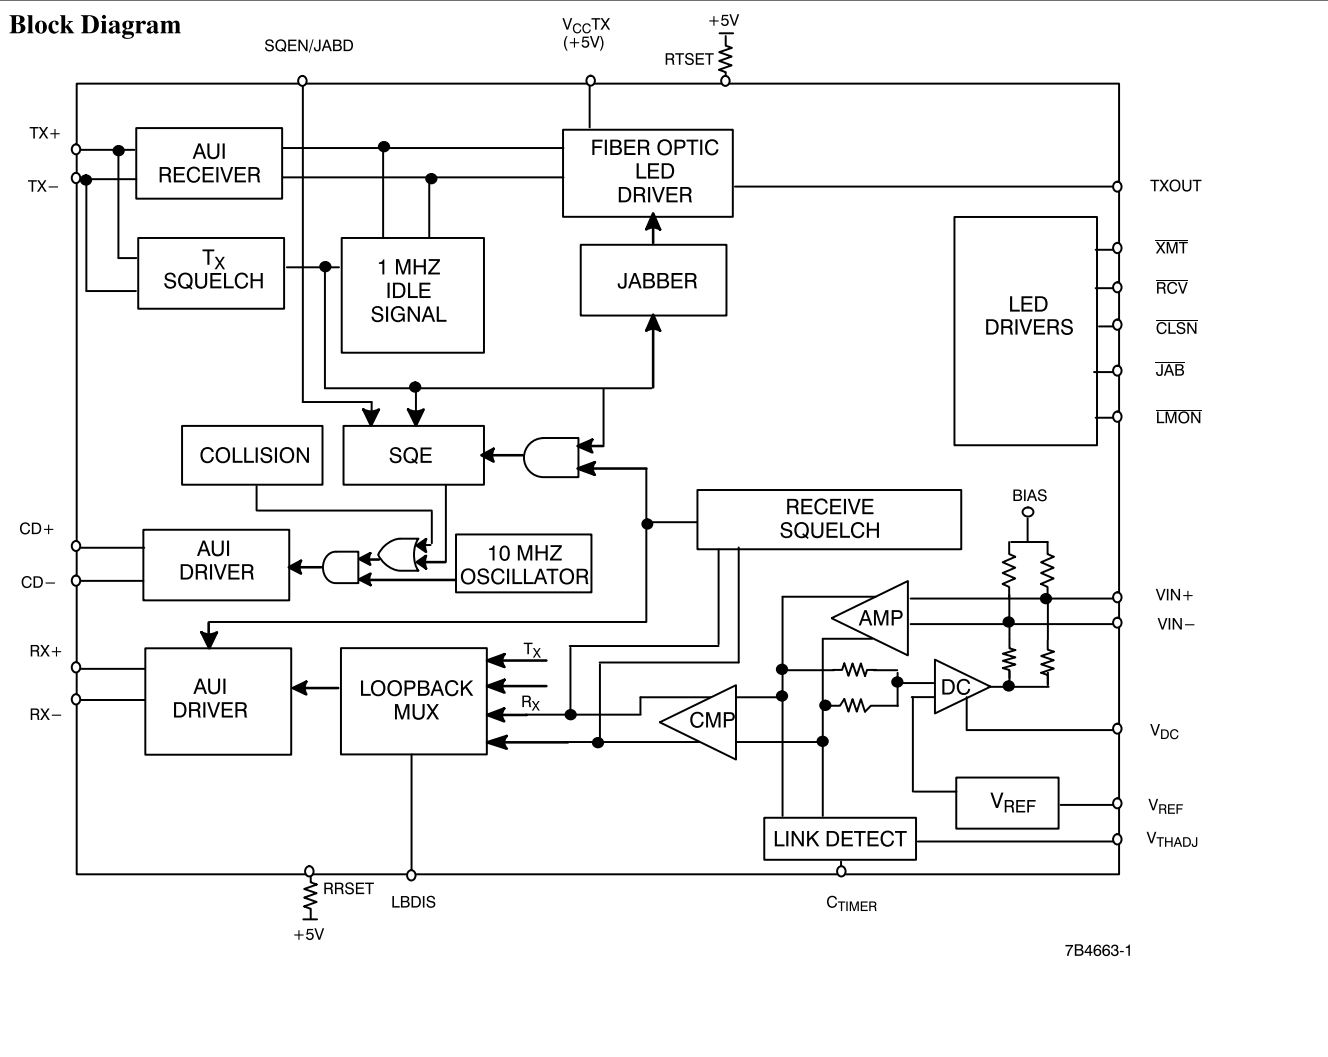 Block Diagram
SQEN/JABD
VCCTX
(+5V)
+5V
RTSET
TX+
TX−
AUI
RECEIVER
FIBER OPTIC
LED
DRIVER
TXOUT
TX
SQUELCH
1 MHZ
IDLE
SIGNAL
JABBER
LED
DRIVERS
XMT
RCV
CLSN
JAB
LMON
COLLISION
SQE
RECEIVE
SQUELCH
BIAS
CD+
CD−
AUI
DRIVER
10 MHZ
OSCILLATOR
AMP
VIN+
VIN−
RX+
RX−
AUI
DRIVER
LOOPBACK
MUX
TX
RX
CMP
DC
VDC
VREF
VREF
LINK DETECT
VTHADJ
RRSET
+5V
LBDIS
CTIMER
7B4663-1